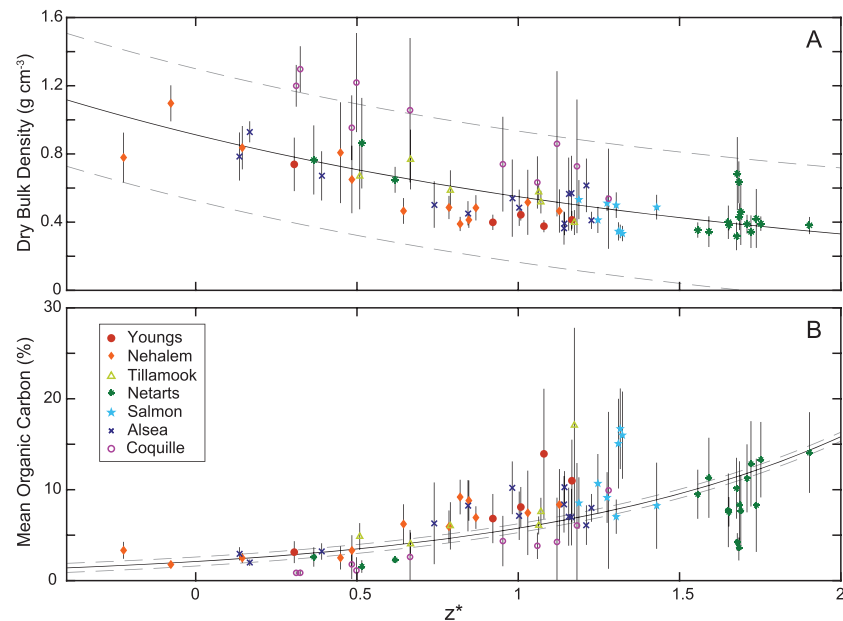 A
Dry Bulk Density (g cm⁻³)
1.6
1.2
0.8
0.4
0
B
Mean Organic Carbon (%)
30
20
10
0
Youngs
Nehalem
Tillamook
Netarts
Salmon
Alsea
Coquille
0
0.5
1
1.5
2
z*